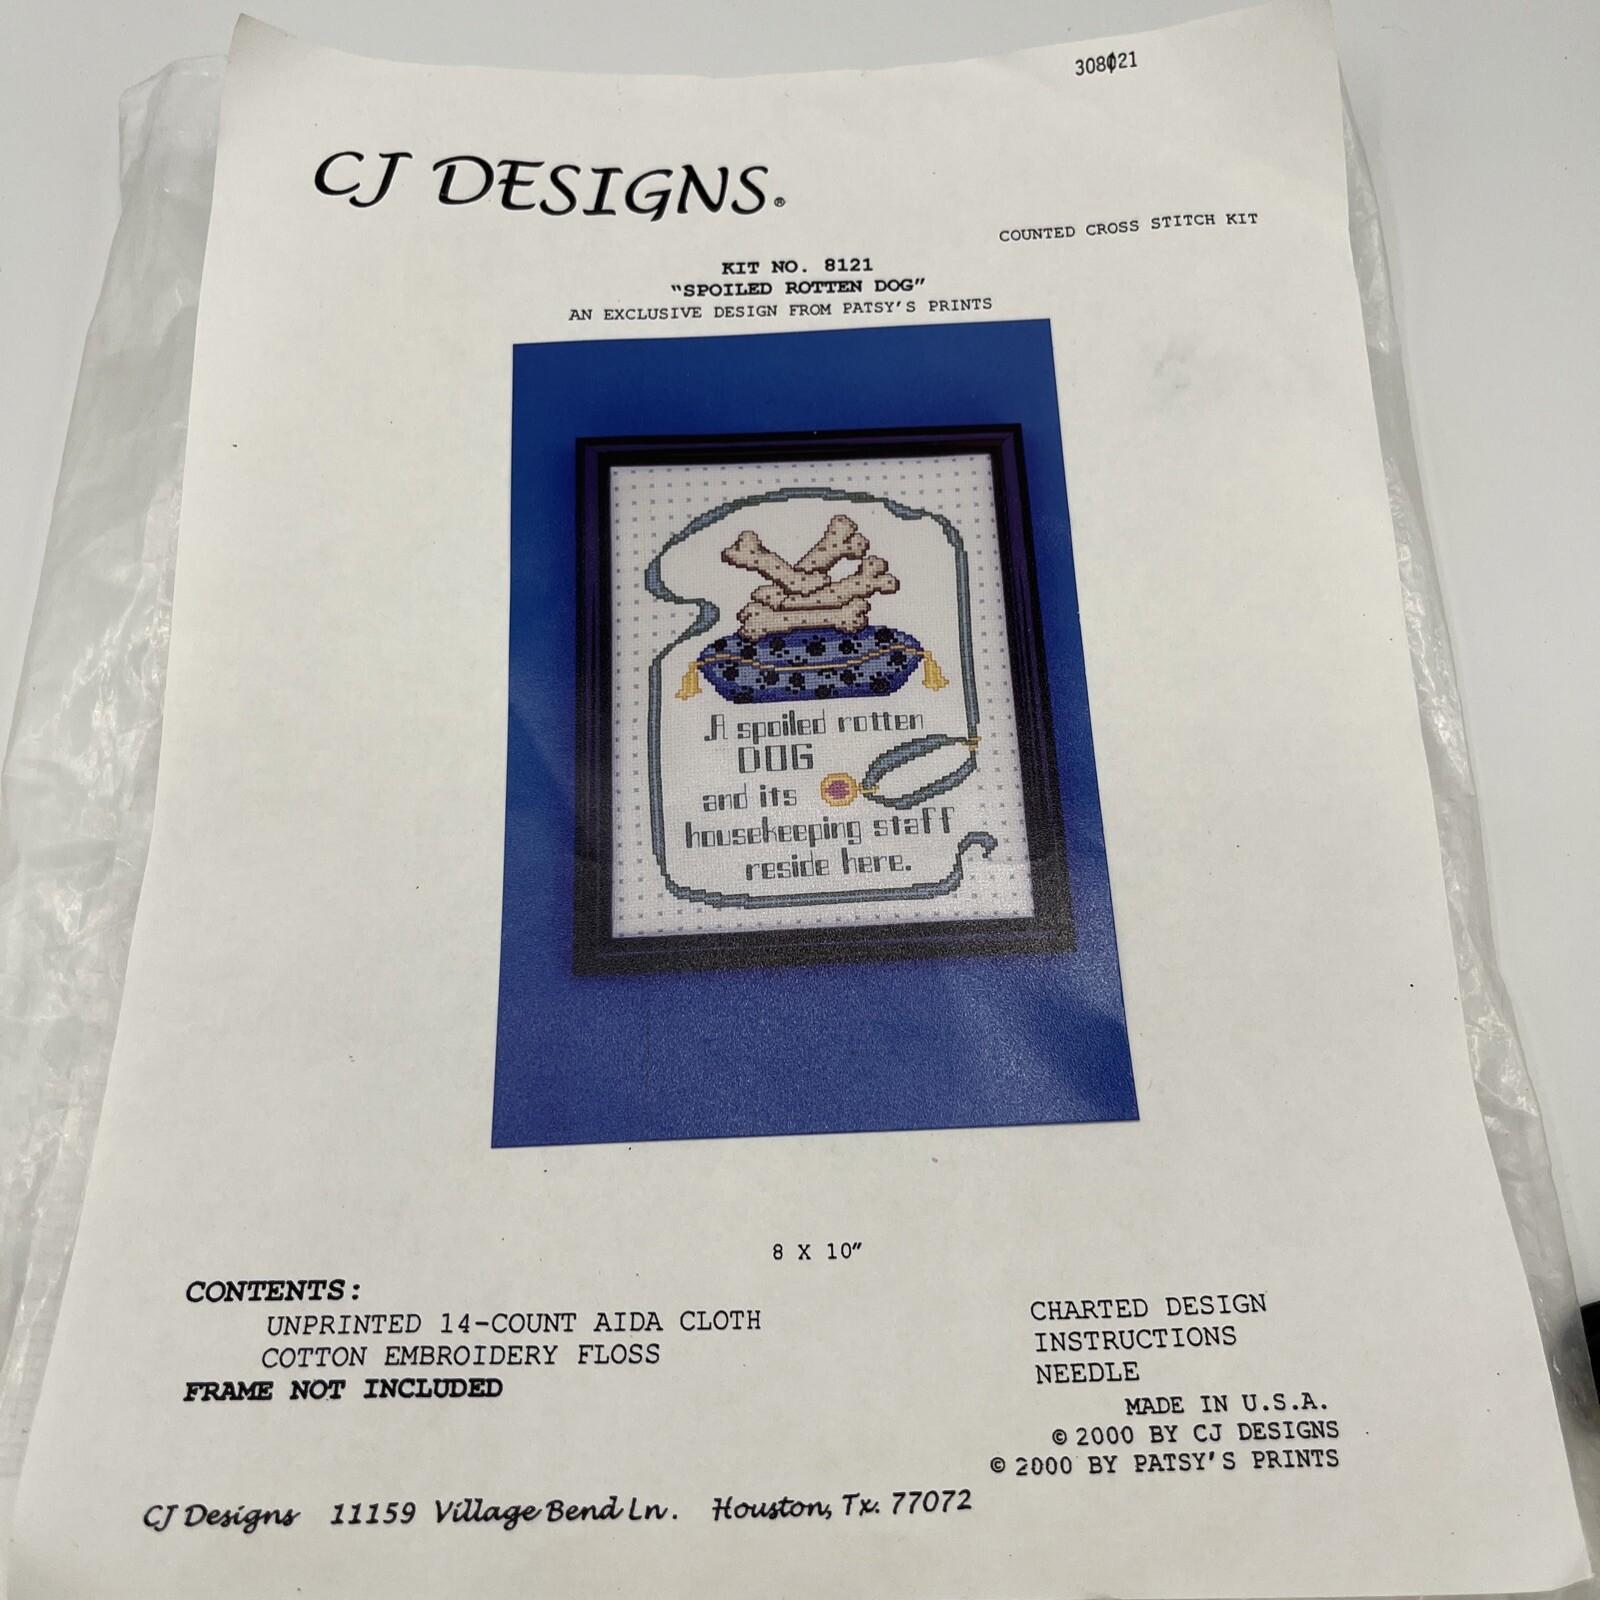 308021
CJ DESIGNS®
COUNTED CROSS STITCH KIT
KIT NO. 8121
“SPOILED ROTTEN DOG”
AN EXCLUSIVE DESIGN FROM PATSY’S PRINTS
A spoiled rotten
DOG
and its
housekeeping staff
reside here.
8 X 10”
CONTENTS:
UNPRINTED 14-COUNT AIDA CLOTH
COTTON EMBROIDERY FLOSS
FRAME NOT INCLUDED
CHARTED DESIGN
INSTRUCTIONS
NEEDLE
MADE IN U.S.A.
© 2000 BY CJ DESIGNS
© 2000 BY PATSY’S PRINTS
CJ Designs 11159 Village Bend Ln. Houston, Tx. 77072